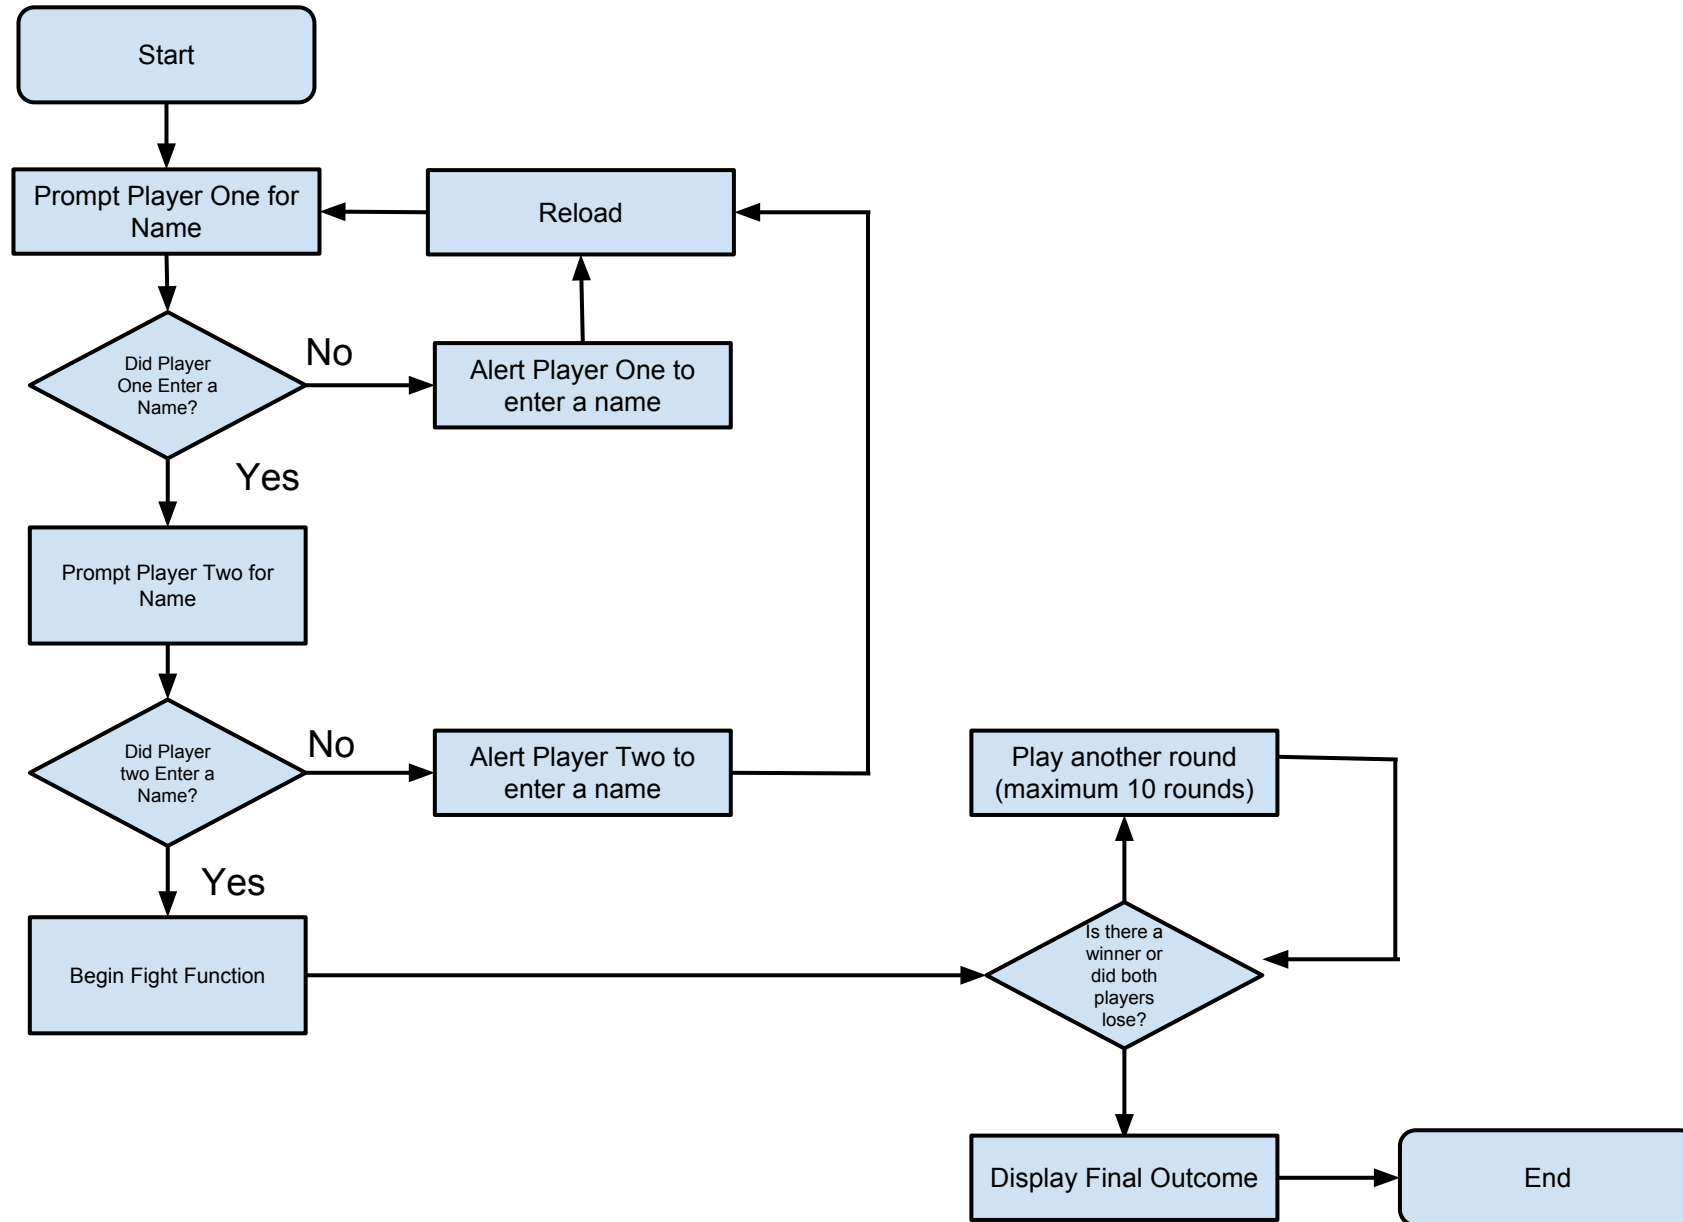 Start
Prompt Player One for
Name
Reload
Did Player
One Enter a
Name?
No
Alert Player One to
enter a name
Yes
Prompt Player Two for
Name
Did Player
two Enter a
Name?
No
Alert Player Two to
enter a name
Play another round
(maximum 10 rounds)
Yes
Begin Fight Function
Is there a
winner or
did both
players
lose?
Display Final Outcome
End